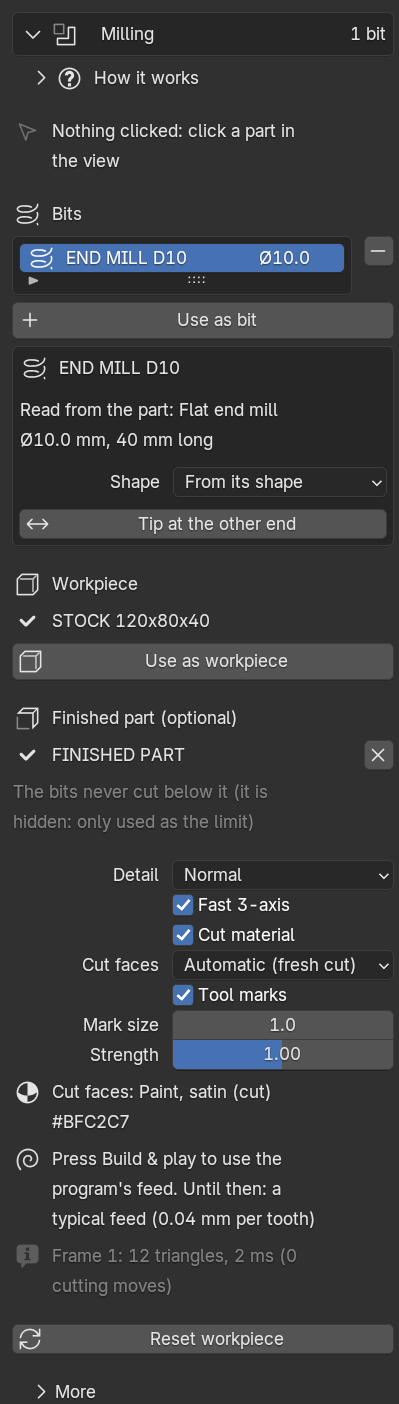 Milling 1 bit
How it works
Nothing clicked: click a part in
the view
Bits
END MILL D10 Ø10.0
Use as bit
END MILL D10
Read from the part: Flat end mill
Ø10.0 mm, 40 mm long
Shape From its shape
Tip at the other end
Workpiece
STOCK 120x80x40
Use as workpiece
Finished part (optional)
FINISHED PART
The bits never cut below it (it is
hidden: only used as the limit)
Detail Normal
Fast 3-axis
Cut material
Cut faces Automatic (fresh cut)
Tool marks
Mark size 1.0
Strength 1.00
Cut faces: Paint, satin (cut)
#BFC2C7
Press Build & play to use the
program's feed. Until then: a
typical feed (0.04 mm per tooth)
Frame 1: 12 triangles, 2 ms (0
cutting moves)
Reset workpiece
More